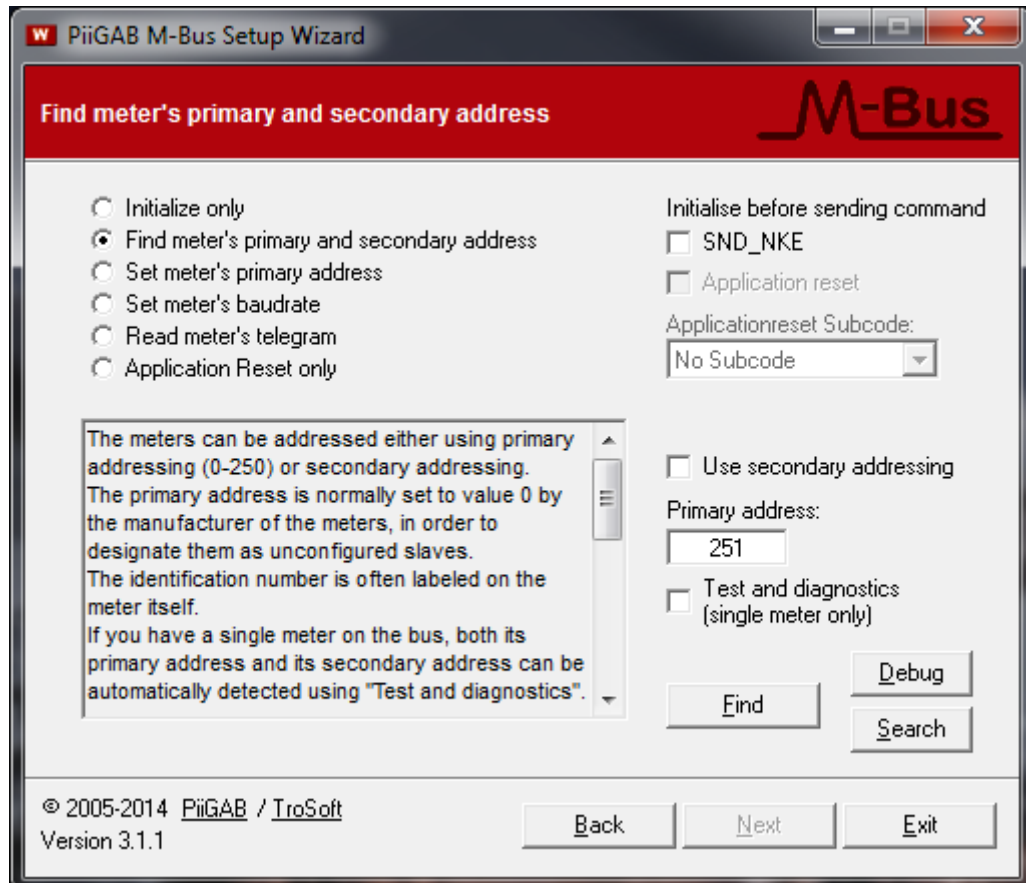 PiiGAB M-Bus Setup Wizard
Find meter's primary and secondary address
M-Bus
Initialize only
Find meter's primary and secondary address
Set meter's primary address
Set meter's baudrate
Read meter's telegram
Application Reset only
Initialise before sending command
SND_NKE
Application reset
Applicationreset Subcode:
No Subcode
The meters can be addressed either using primary
addressing (0-250) or secondary addressing.
The primary address is normally set to value 0 by
the manufacturer of the meters, in order to
designate them as unconfigured slaves.
The identification number is often labeled on the
meter itself.
If you have a single meter on the bus, both its
primary address and its secondary address can be
automatically detected using "Test and diagnostics".
Use secondary addressing
Primary address:
251
Test and diagnostics
(single meter only)
Debug
Find
Search
© 2005-2014 PiiGAB / TroSoft
Version 3.1.1
Back
Next
Exit